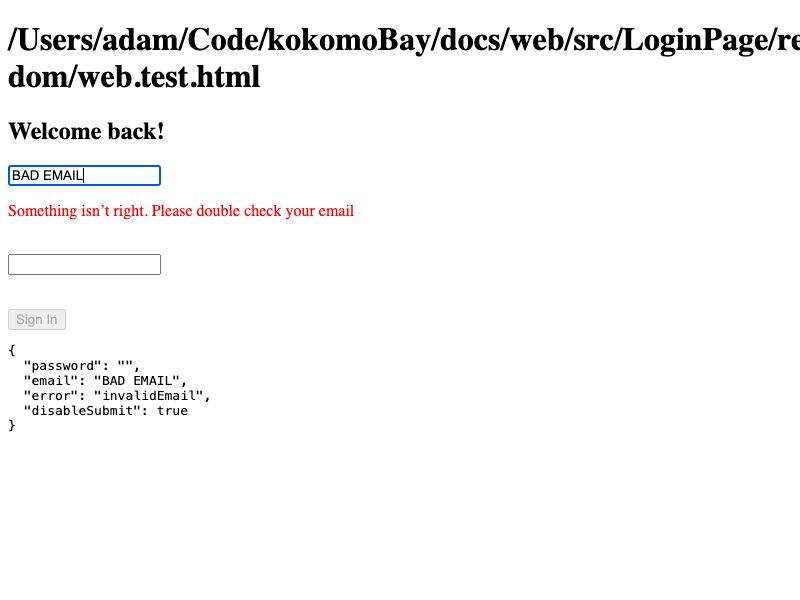 /Users/adam/Code/kokomoBay/docs/web/src/LoginPage/re
dom/web.test.html
Welcome back!
BAD EMAIL
Something isn’t right. Please double check your email
Sign In
{
  "password": "",
  "email": "BAD EMAIL",
  "error": "invalidEmail",
  "disableSubmit": true
}